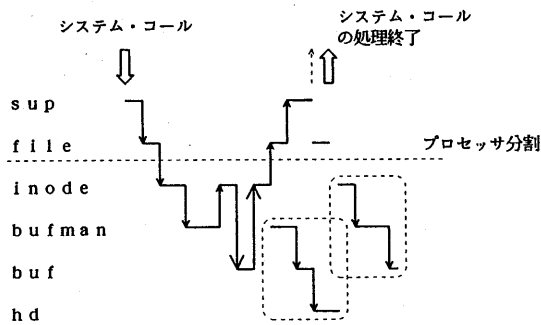 システム・コール
システム・コール
の処理終了
sup
file
プロセッサ分割
inode
bufman
buf
hd